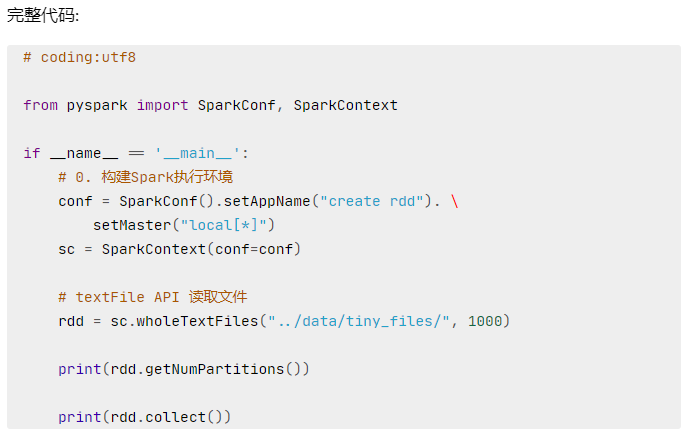 完整代码:
# coding:utf8
from pyspark import SparkConf, SparkContext
if __name__ == '__main__':
# 0. 构建Spark执行环境
conf = SparkConf().setAppName("create rdd"). \
setMaster("local[*]")
sc = SparkContext(conf=conf)
# textFile API 读取文件
rdd = sc.wholeTextFiles("../data/tiny_files/", 1000)
print(rdd.getNumPartitions())
print(rdd.collect())